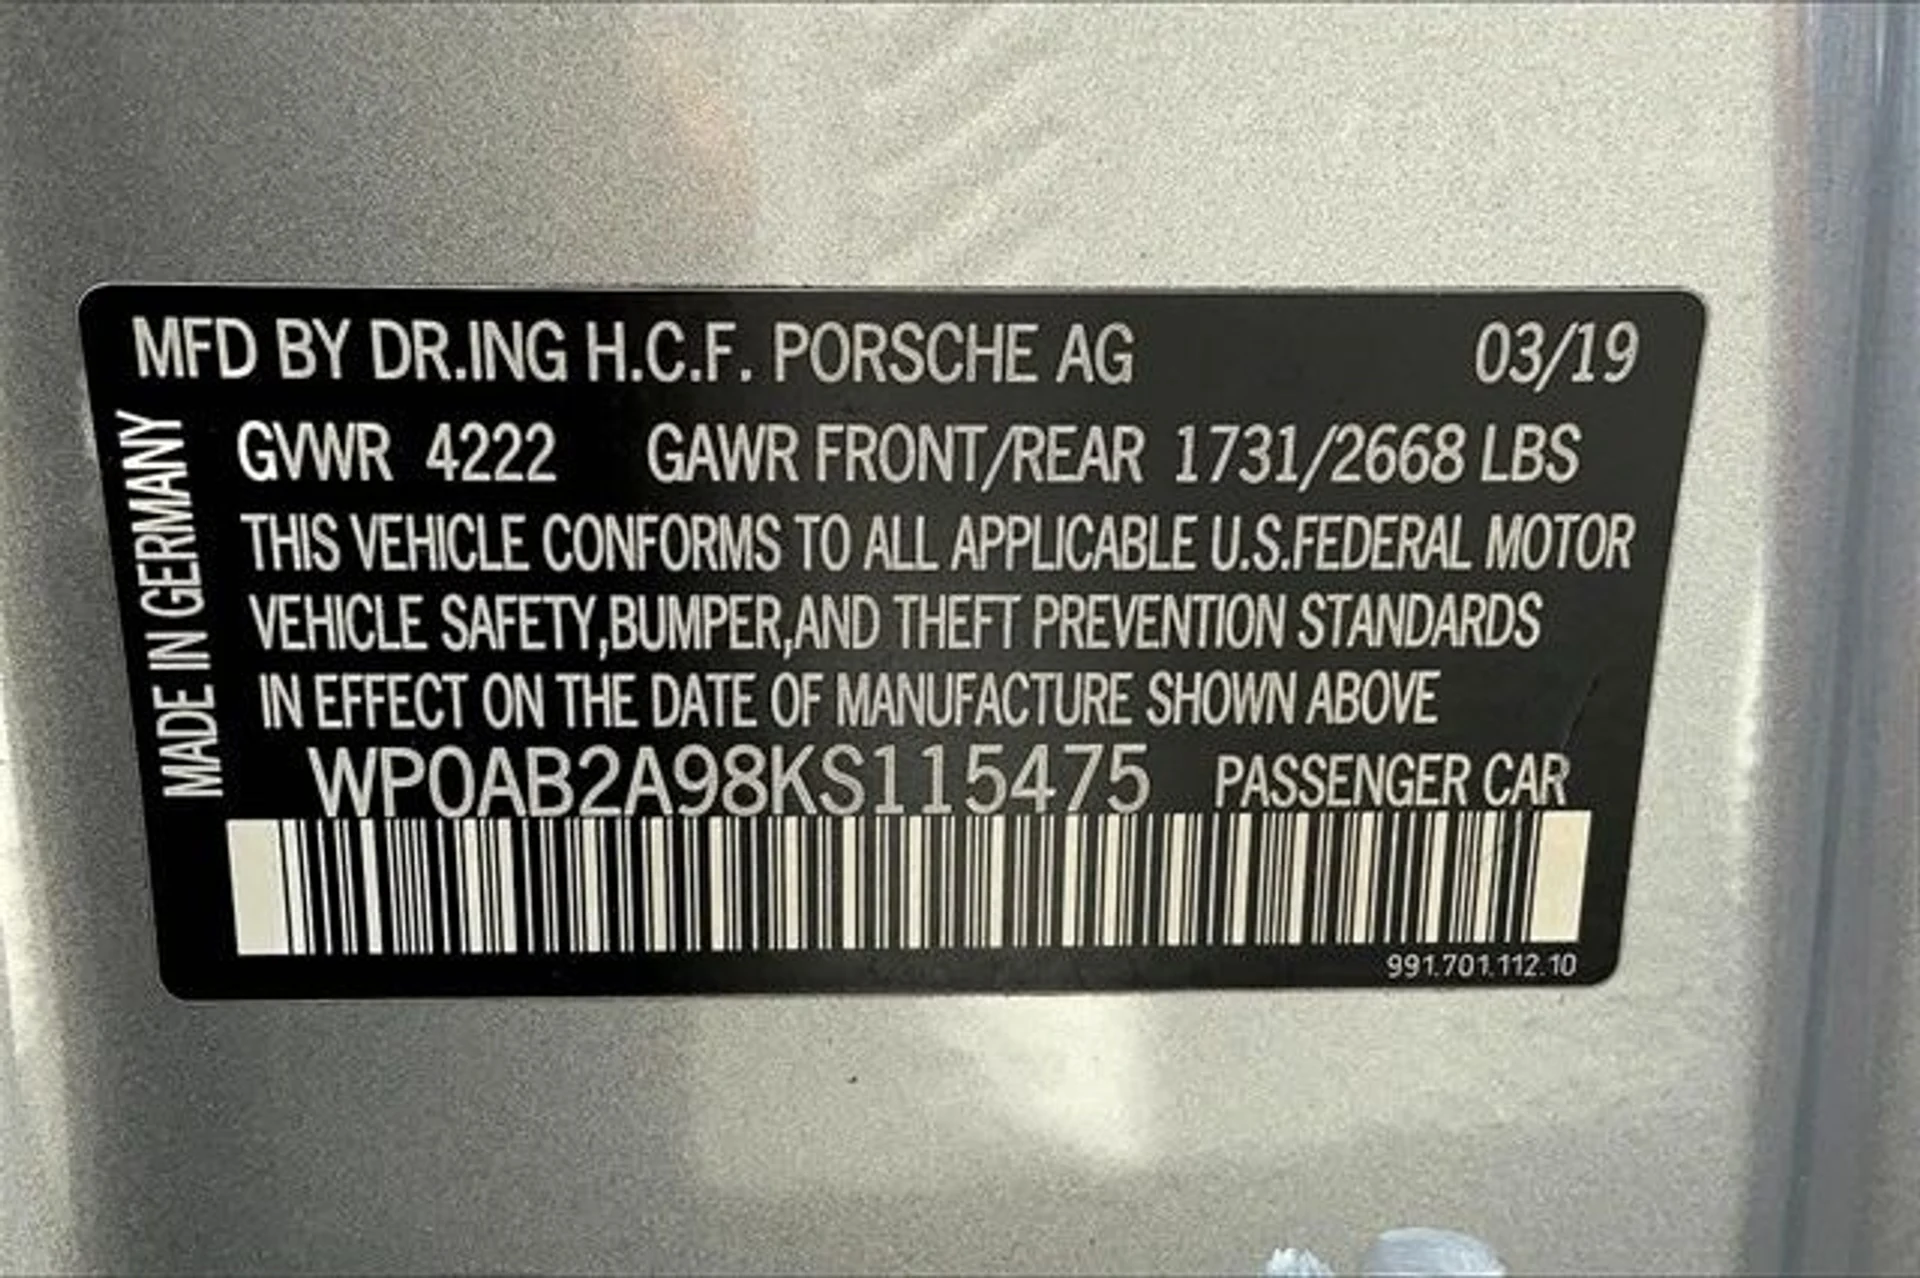 MFD BY DR.ING H.C.F. PORSCHE AG 03/19
MADE IN GERMANY
GVWR 4222 GAWR FRONT/REAR 1731/2668 LBS
THIS VEHICLE CONFORMS TO ALL APPLICABLE U.S.FEDERAL MOTOR
VEHICLE SAFETY,BUMPER,AND THEFT PREVENTION STANDARDS
IN EFFECT ON THE DATE OF MANUFACTURE SHOWN ABOVE
WP0AB2A98KS115475 PASSENGER CAR
991.701.112.10